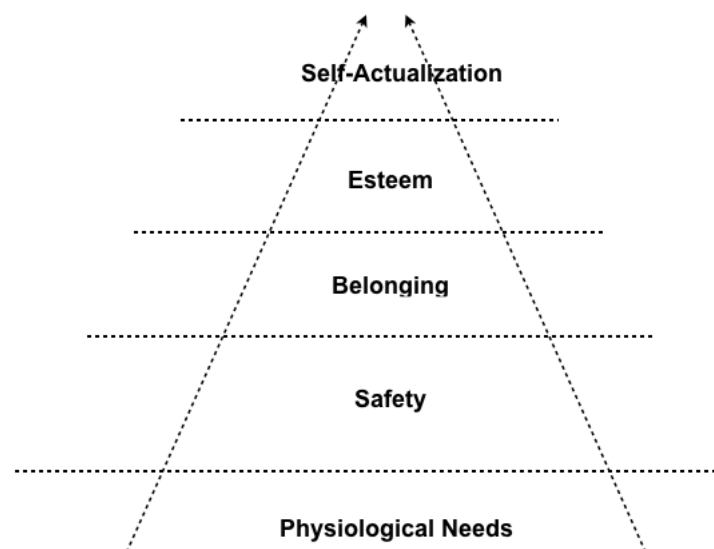 Self-Actualization
Esteem
Belonging
Safety
Physiological Needs